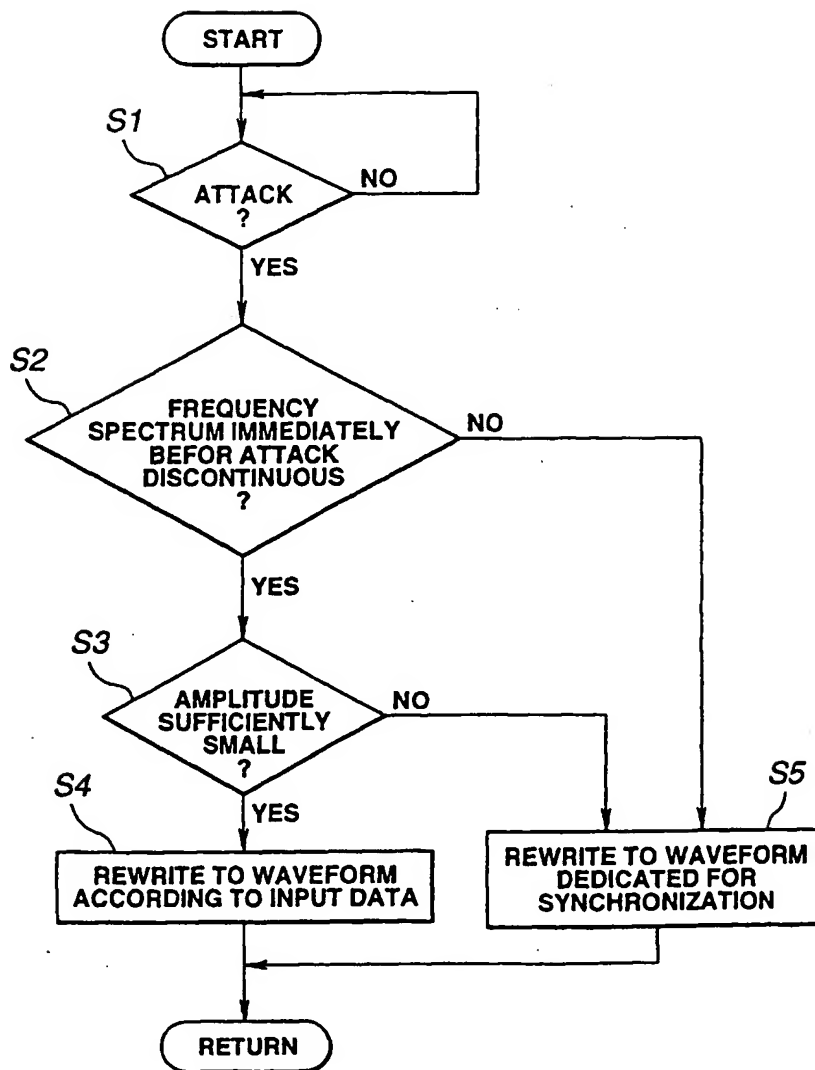 START
S1
ATTACK
?
NO
YES
S2
FREQUENCY
SPECTRUM IMMEDIATELY
BEFOR ATTACK
DISCONTINUOUS
?
NO
YES
S3
AMPLITUDE
SUFFICIENTLY
SMALL
?
NO
YES
S4
REWRITE TO WAVEFORM
ACCORDING TO INPUT DATA
S5
REWRITE TO WAVEFORM
DEDICATED FOR
SYNCHRONIZATION
RETURN